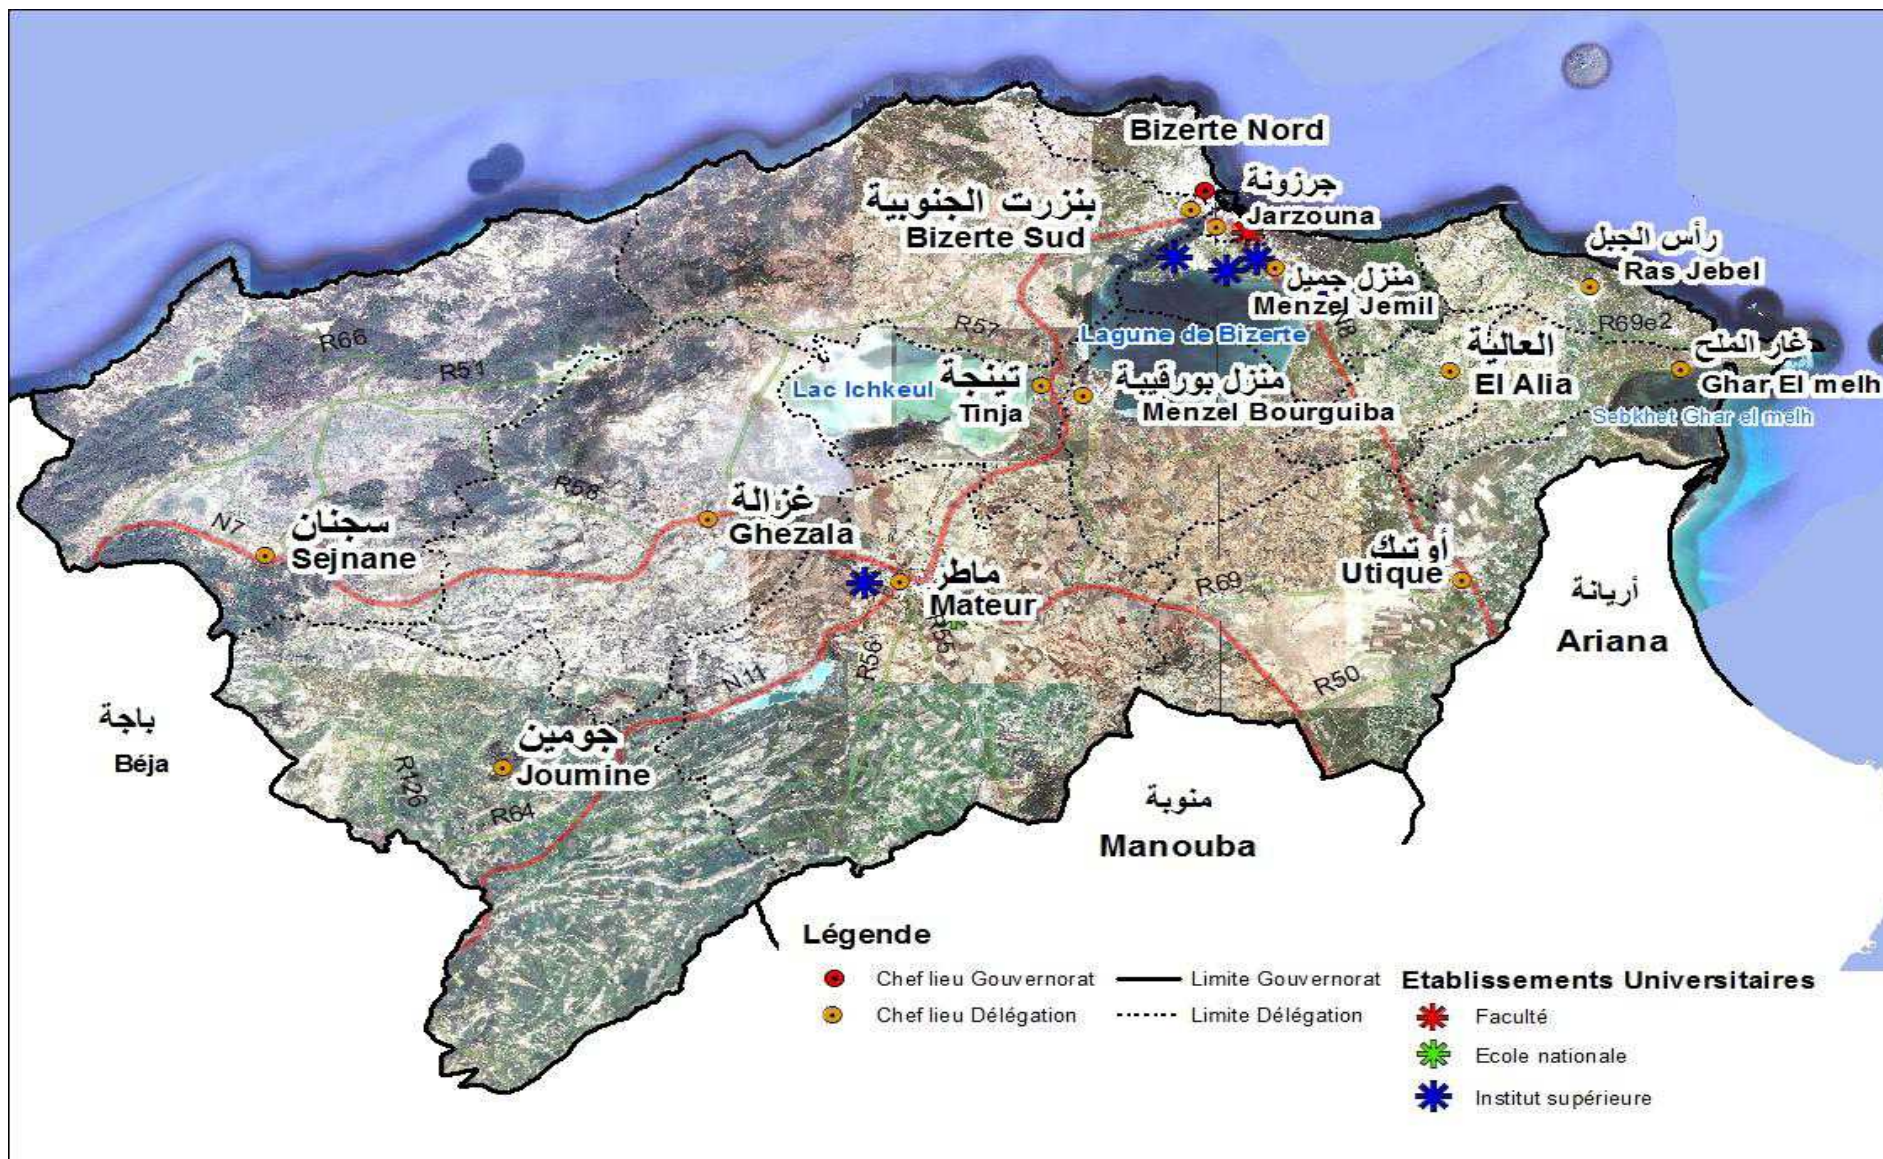 Bizerte Nord
جرزونة
Jarzouna
بنزرت الجنوبية
Bizerte Sud
رأس الجبل
Ras Jebel
منزل جميل
Menzel Jemil
R66
R51
R57
Lagune de Bizerte
N8
R69e2
العالية
El Alia
غار الملح
Ghar El melh
Sebkhet Ghar el melh
Lac Ichkeul
تينجة
Tinja
منزل بورقيبة
Menzel Bourguiba
R58
N7
سجنان
Sejnane
غزالة
Ghezala
ماطر
Mateur
أوتيك
Utique
R69
أريانة
Ariana
R56
R55
N11
R50
باجة
Béja
جومين
Joumine
R126
R64
منوبة
Manouba
Légende
Chef lieu Gouvernorat
Limite Gouvernorat
Chef lieu Délégation
Limite Délégation
Etablissements Universitaires
Faculté
Ecole nationale
Institut supérieure